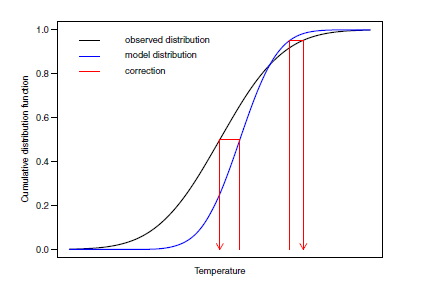 1.0
0.8
0.6
0.4
0.2
0.0
Cumulative distribution function
observed distribution
model distribution
correction
Temperature